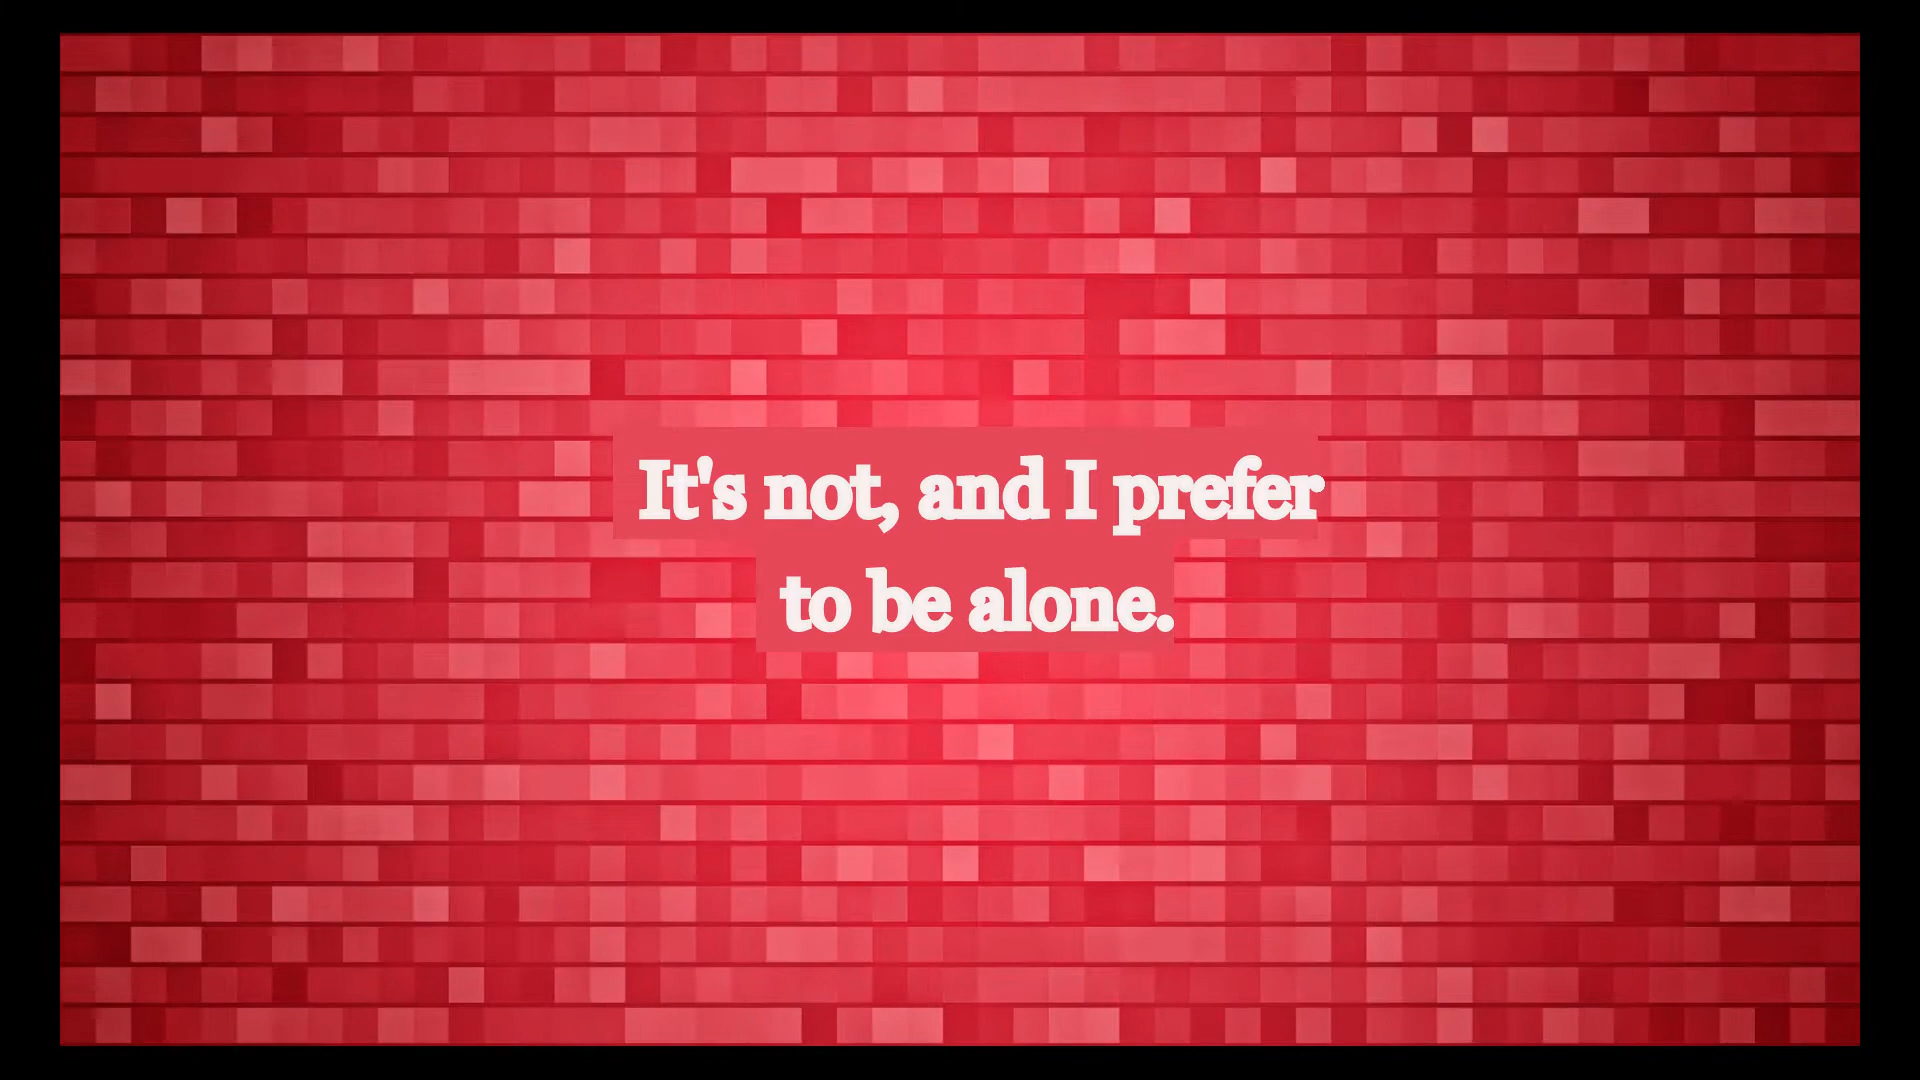 It's not, and I prefer
to be alone.